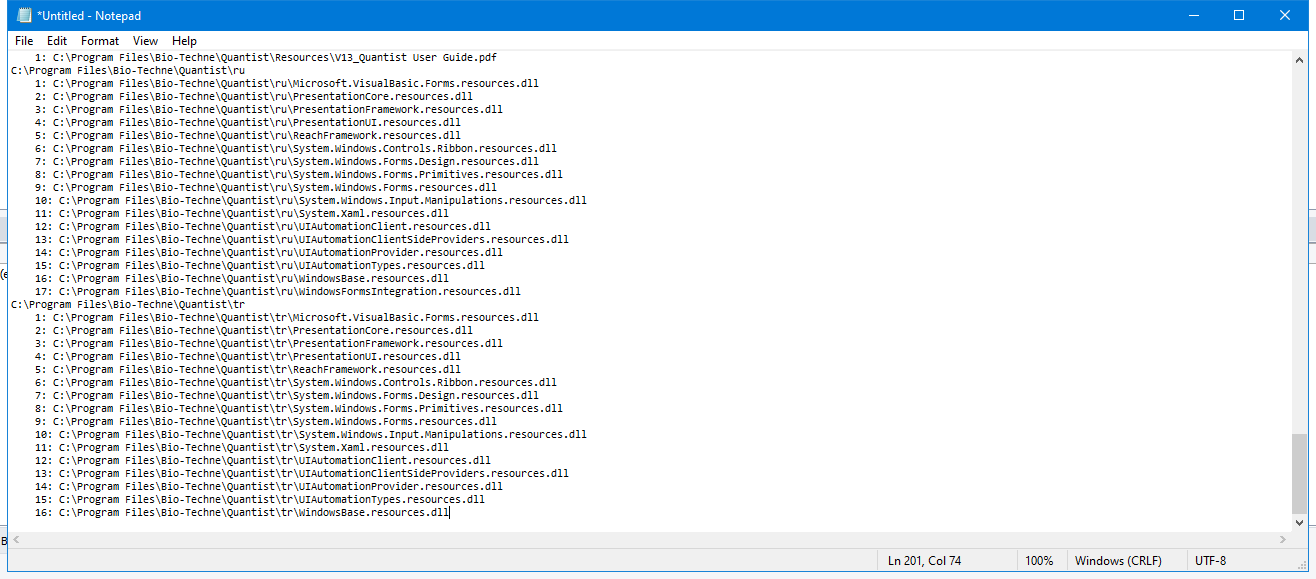 *Untitled - Notepad
File Edit Format View Help
1: C:\Program Files\Bio-Techne\Quantist\Resources\V13_Quantist User Guide.pdf
C:\Program Files\Bio-Techne\Quantist\ru
1: C:\Program Files\Bio-Techne\Quantist\ru\Microsoft.VisualBasic.Forms.resources.dll
2: C:\Program Files\Bio-Techne\Quantist\ru\PresentationCore.resources.dll
3: C:\Program Files\Bio-Techne\Quantist\ru\PresentationFramework.resources.dll
4: C:\Program Files\Bio-Techne\Quantist\ru\PresentationUI.resources.dll
5: C:\Program Files\Bio-Techne\Quantist\ru\ReachFramework.resources.dll
6: C:\Program Files\Bio-Techne\Quantist\ru\System.Windows.Controls.Ribbon.resources.dll
7: C:\Program Files\Bio-Techne\Quantist\ru\System.Windows.Forms.Design.resources.dll
8: C:\Program Files\Bio-Techne\Quantist\ru\System.Windows.Forms.Primitives.resources.dll
9: C:\Program Files\Bio-Techne\Quantist\ru\System.Windows.Forms.resources.dll
10: C:\Program Files\Bio-Techne\Quantist\ru\System.Windows.Input.Manipulations.resources.dll
11: C:\Program Files\Bio-Techne\Quantist\ru\System.Xaml.resources.dll
12: C:\Program Files\Bio-Techne\Quantist\ru\UIAutomationClient.resources.dll
13: C:\Program Files\Bio-Techne\Quantist\ru\UIAutomationClientSideProviders.resources.dll
14: C:\Program Files\Bio-Techne\Quantist\ru\UIAutomationProvider.resources.dll
15: C:\Program Files\Bio-Techne\Quantist\ru\UIAutomationTypes.resources.dll
16: C:\Program Files\Bio-Techne\Quantist\ru\WindowsBase.resources.dll
17: C:\Program Files\Bio-Techne\Quantist\ru\WindowsFormsIntegration.resources.dll
C:\Program Files\Bio-Techne\Quantist\tr
1: C:\Program Files\Bio-Techne\Quantist\tr\Microsoft.VisualBasic.Forms.resources.dll
2: C:\Program Files\Bio-Techne\Quantist\tr\PresentationCore.resources.dll
3: C:\Program Files\Bio-Techne\Quantist\tr\PresentationFramework.resources.dll
4: C:\Program Files\Bio-Techne\Quantist\tr\PresentationUI.resources.dll
5: C:\Program Files\Bio-Techne\Quantist\tr\ReachFramework.resources.dll
6: C:\Program Files\Bio-Techne\Quantist\tr\System.Windows.Controls.Ribbon.resources.dll
7: C:\Program Files\Bio-Techne\Quantist\tr\System.Windows.Forms.Design.resources.dll
8: C:\Program Files\Bio-Techne\Quantist\tr\System.Windows.Forms.Primitives.resources.dll
9: C:\Program Files\Bio-Techne\Quantist\tr\System.Windows.Forms.resources.dll
10: C:\Program Files\Bio-Techne\Quantist\tr\System.Windows.Input.Manipulations.resources.dll
11: C:\Program Files\Bio-Techne\Quantist\tr\System.Xaml.resources.dll
12: C:\Program Files\Bio-Techne\Quantist\tr\UIAutomationClient.resources.dll
13: C:\Program Files\Bio-Techne\Quantist\tr\UIAutomationClientSideProviders.resources.dll
14: C:\Program Files\Bio-Techne\Quantist\tr\UIAutomationProvider.resources.dll
15: C:\Program Files\Bio-Techne\Quantist\tr\UIAutomationTypes.resources.dll
16: C:\Program Files\Bio-Techne\Quantist\tr\WindowsBase.resources.dll
Ln 201, Col 74 100% Windows (CRLF) UTF-8